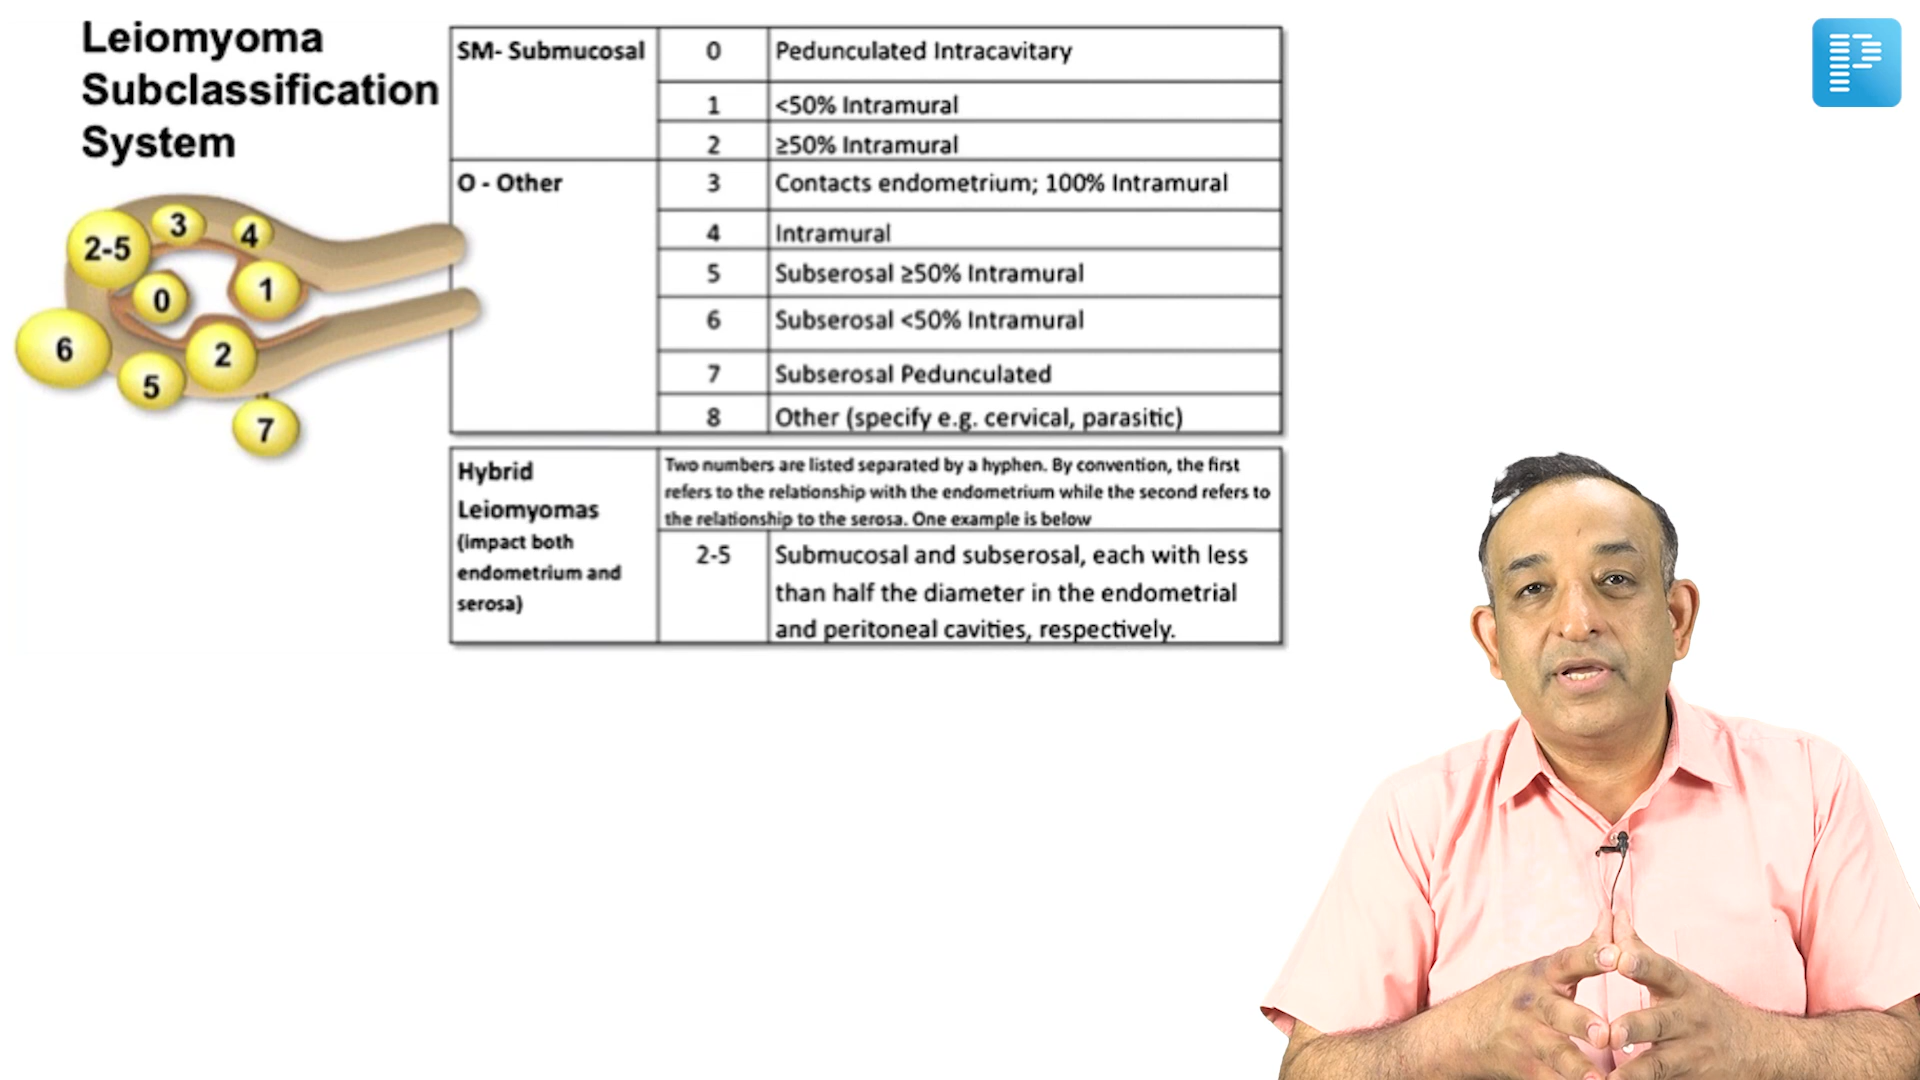 Leiomyoma
Subclassification
System
2-5
3
4
0
1
6
5
2
7
SM- Submucosal
0
Pedunculated Intracavitary
1
<50% Intramural
2
≥50% Intramural
O - Other
3
Contacts endometrium; 100% Intramural
4
Intramural
5
Subserosal ≥50% Intramural
6
Subserosal <50% Intramural
7
Subserosal Pedunculated
8
Other (specify e.g. cervical, parasitic)
Hybrid
Leiomyomas
(impact both
endometrium and
serosa)
Two numbers are listed separated by a hyphen. By convention, the first
refers to the relationship with the endometrium while the second refers to
the relationship to the serosa. One example is below
2-5
Submucosal and subserosal, each with less
than half the diameter in the endometrial
and peritoneal cavities, respectively.